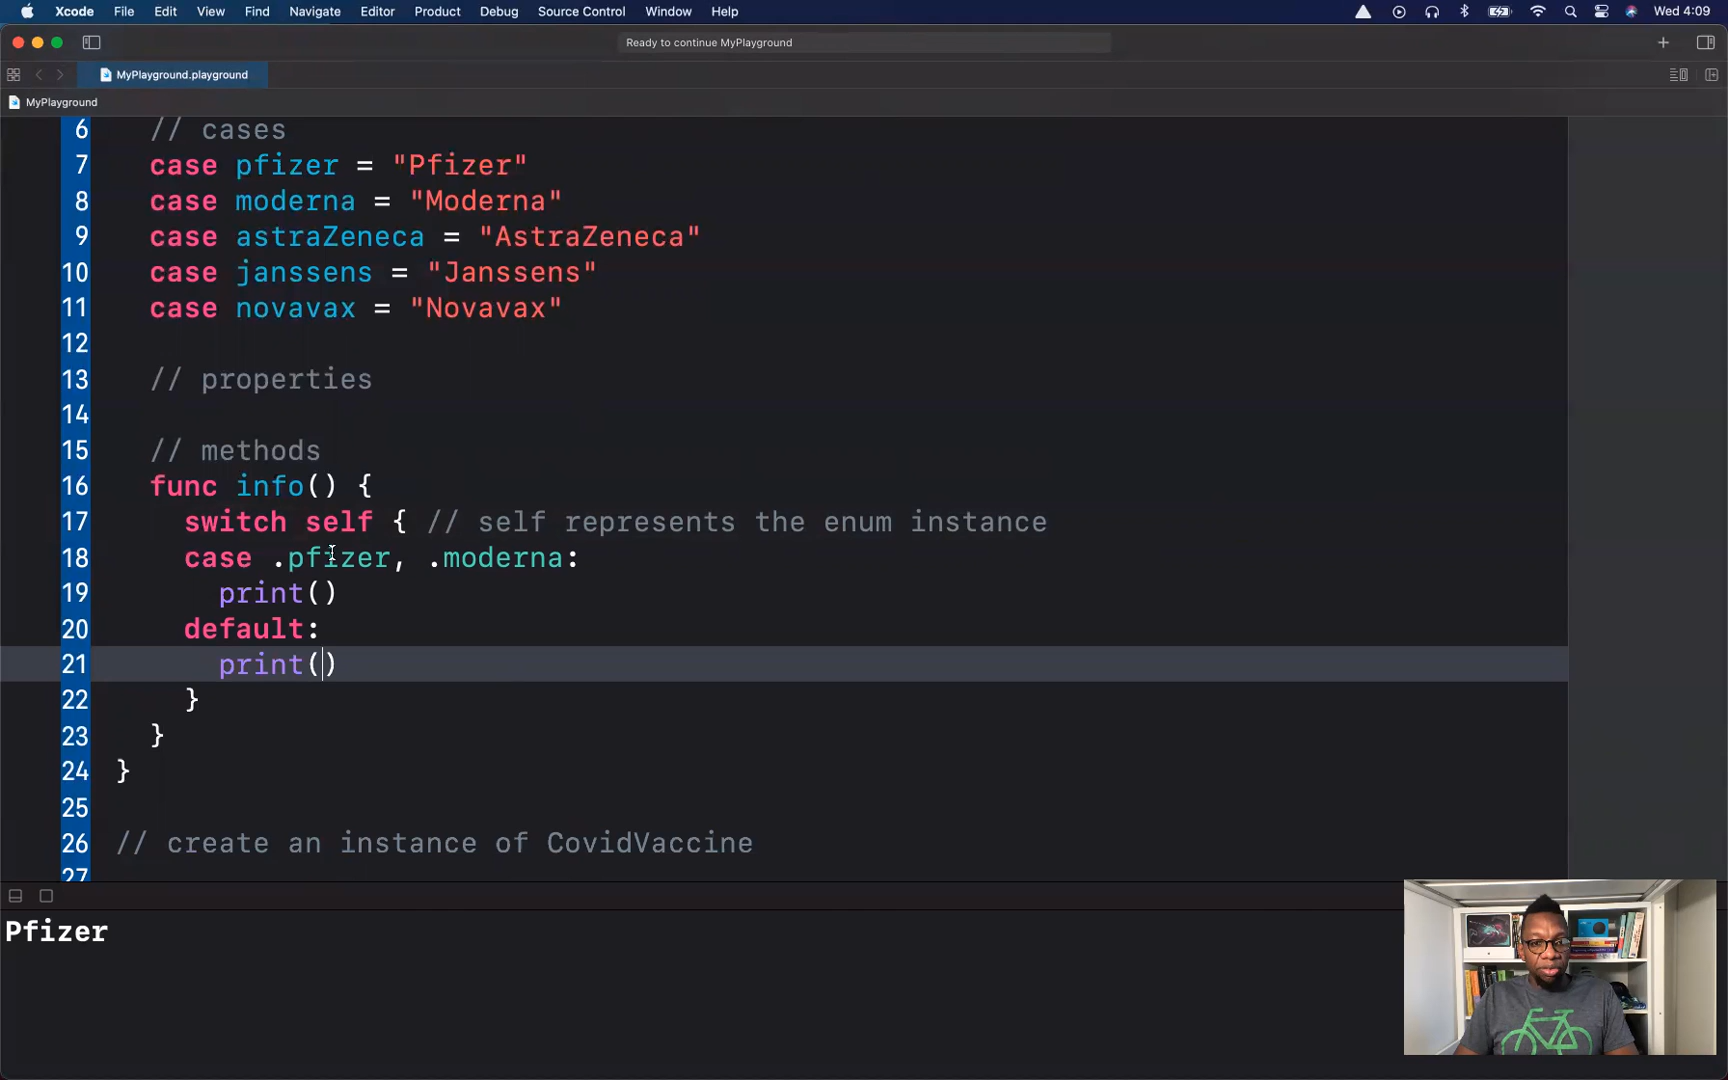 Xcode File Edit View Find Navigate Editor Product Debug Source Control Window Help Wed 4:09
Ready to continue MyPlayground
MyPlayground.playground
MyPlayground
6 // cases
7 case pfizer = "Pfizer"
8 case moderna = "Moderna"
9 case astraZeneca = "AstraZeneca"
10 case janssens = "Janssens"
11 case novavax = "Novavax"
12
13 // properties
14
15 // methods
16 func info() {
17 switch self { // self represents the enum instance
18 case .pfizer, .moderna:
19 print()
20 default:
21 print()
22 }
23 }
24 }
25
26 // create an instance of CovidVaccine
27
Pfizer